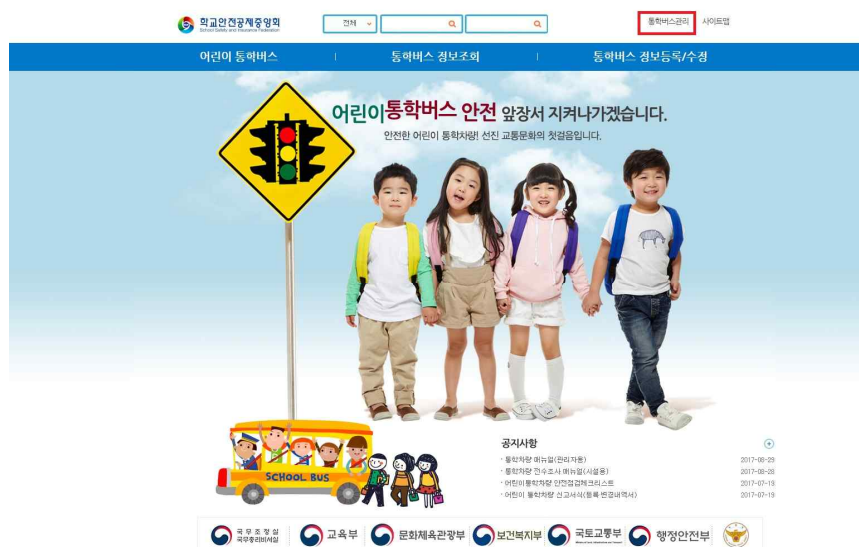 학교안전공제중앙회
School Safety and Insurance Federation
전체
통학버스관리 사이트맵
어린이 통학버스 통학버스 정보조회 통학버스 정보등록/수정
어린이통학버스 안전 앞장서 지켜나가겠습니다.
안전한 어린이 통학차량! 선진 교통문화의 첫걸음입니다.
SCHOOL BUS
공지사항
· 통학차량 매뉴얼(관리자용) 2017-08-29
· 통학차량 전수조사 매뉴얼(시설용) 2017-08-28
· 어린이통학차량 안전점검체크리스트 2017-07-13
· 어린이 통학차량 신고서식(등록·변경내역서) 2017-07-13
국무조정실
국무총리비서실
교육부
문화체육관광부
보건복지부
국토교통부
행정안전부